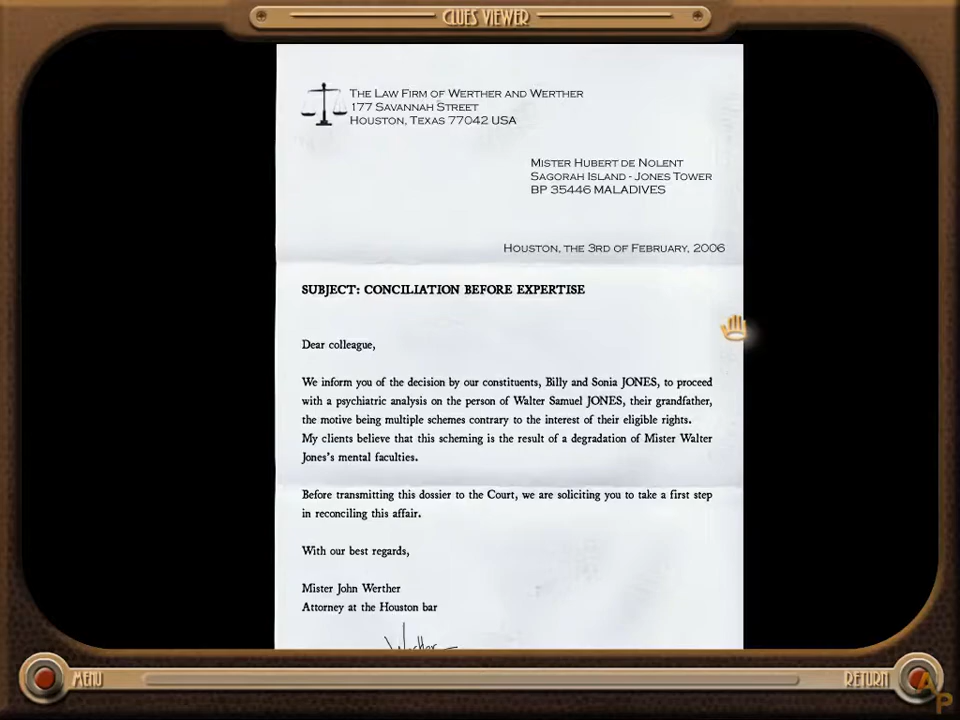 CLUES VIEWER
The Law Firm of Werther and Werther
177 Savannah Street
Houston, Texas 77042 USA
Mister Hubert de Nolent
Sagorah Island - Jones Tower
BP 35446 MALADIVES
Houston, the 3rd of February, 2006
SUBJECT: CONCILIATION BEFORE EXPERTISE
Dear colleague,
We inform you of the decision by our constituents, Billy and Sonia JONES, to proceed
with a psychiatric analysis on the person of Walter Samuel JONES, their grandfather,
the motive being multiple schemes contrary to the interest of their eligible rights.
My clients believe that this scheming is the result of a degradation of Mister Walter
Jones's mental faculties.
Before transmitting this dossier to the Court, we are soliciting you to take a first step
in reconciling this affair.
With our best regards,
Mister John Werther
Attorney at the Houston bar
Werther
MENU
RETURN
AP